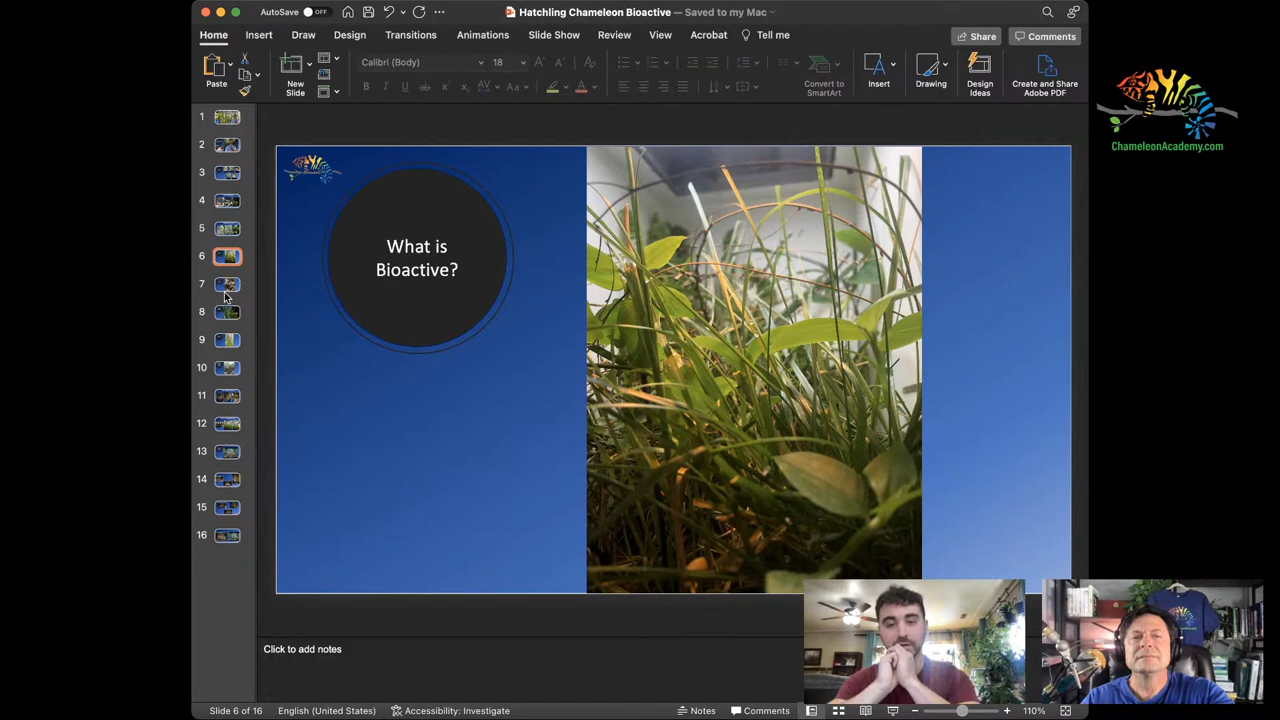 AutoSave OFF
Hatchling Chameleon Bioactive — Saved to my Mac
Home Insert Draw Design Transitions Animations Slide Show Review View Acrobat Tell me
Share Comments
Paste
New
Slide
Calibri (Body) 18
Convert to
SmartArt
Insert
Drawing
Design
Ideas
Create and Share
Adobe PDF
ChameleonAcademy.com
1
2
3
4
5
6
7
8
9
10
11
12
13
14
15
16
What is
Bioactive?
Click to add notes
Slide 6 of 16 English (United States) Accessibility: Investigate Notes Comments 110%